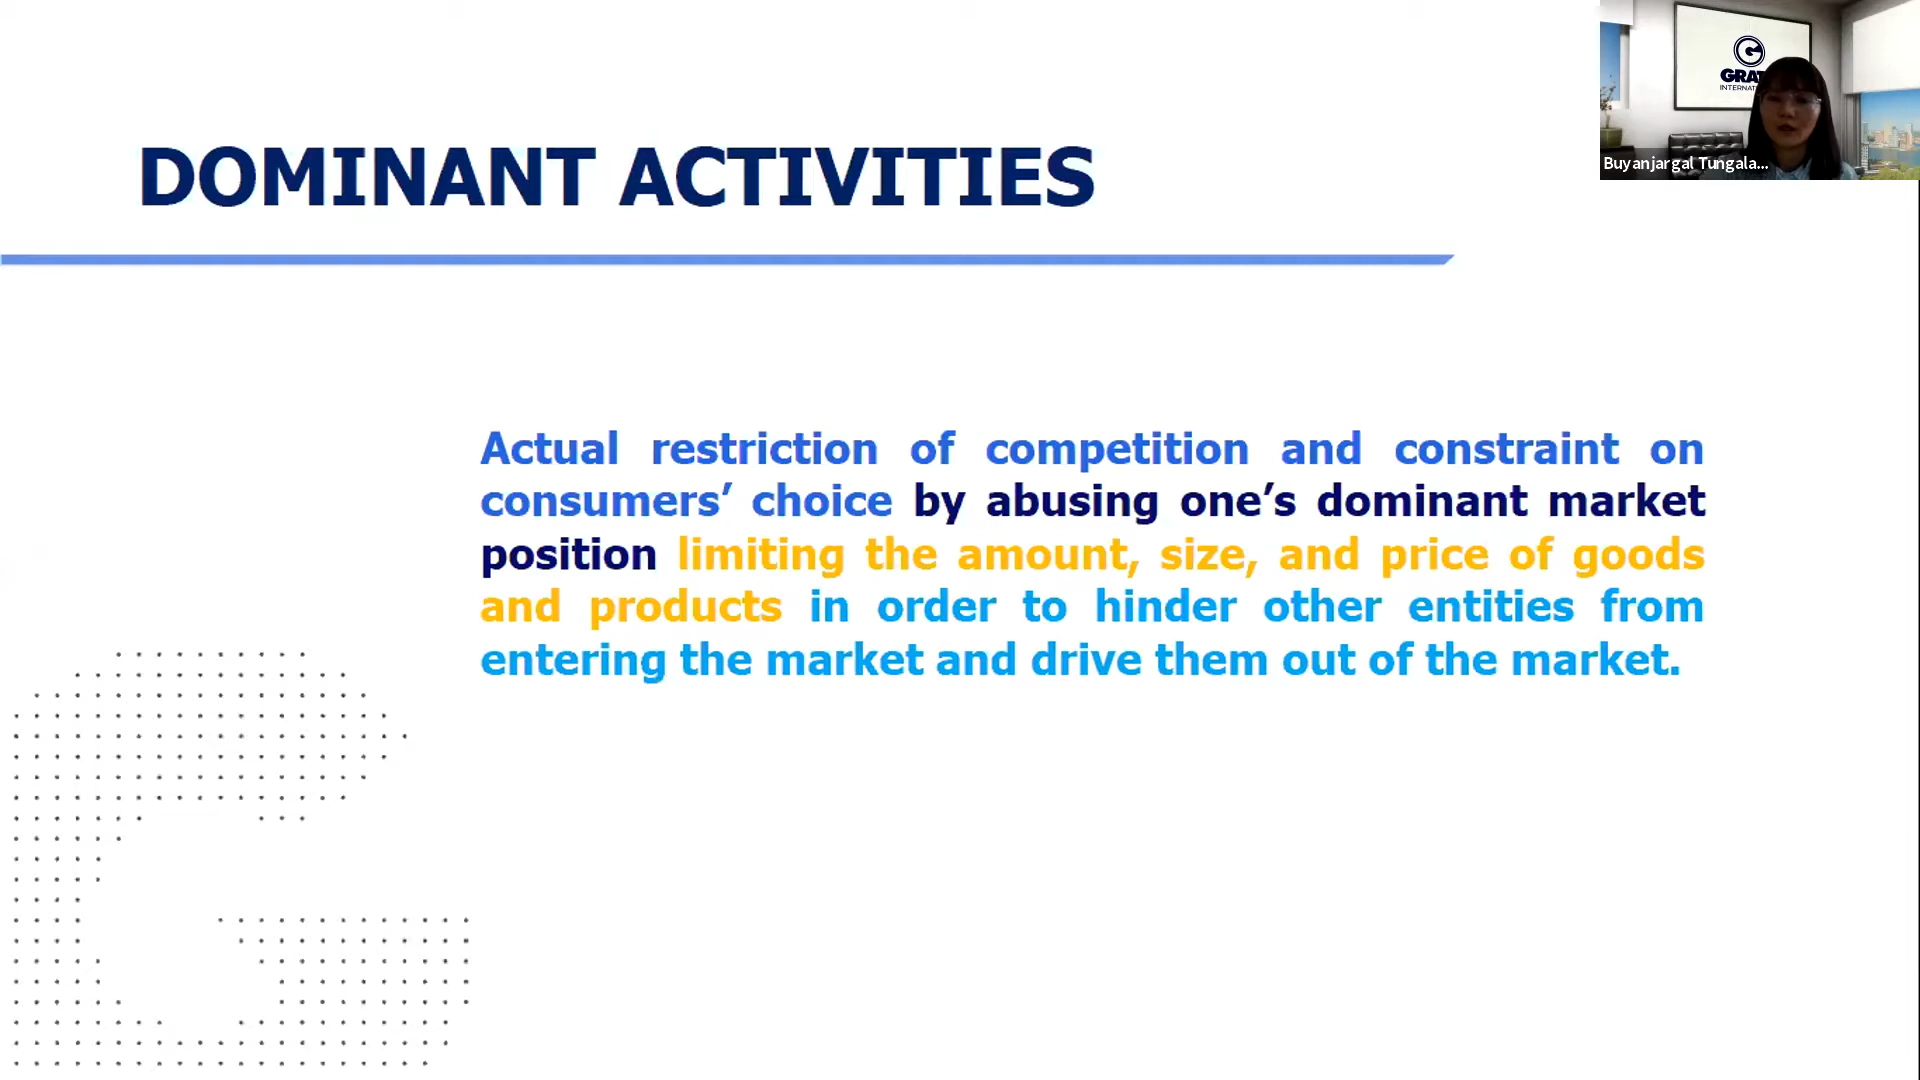 DOMINANT ACTIVITIES
Actual restriction of competition and constraint on
consumers’ choice by abusing one’s dominant market
position limiting the amount, size, and price of goods
and products in order to hinder other entities from
entering the market and drive them out of the market.
Buyanjargal Tungala...